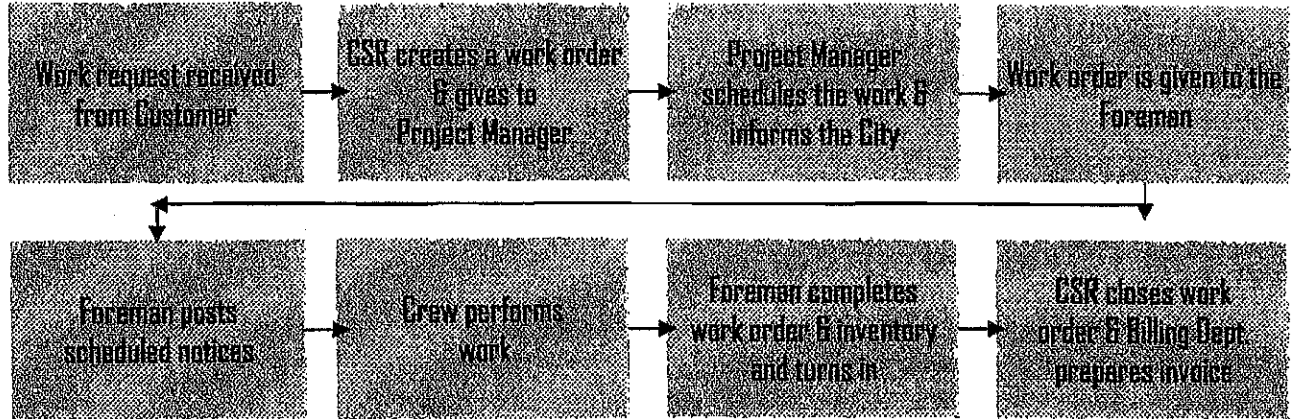 Work request received
from Customer
CSR creates a work order
& gives to
Project Manager
Project Manager
schedules the work &
informs the City
Work order is given to the
Foreman
Foreman posts
scheduled notices
Crew performs
work
Foreman completes
work order & inventory
and turns in
CSR closes work
order & Billing Dept.
prepares invoice